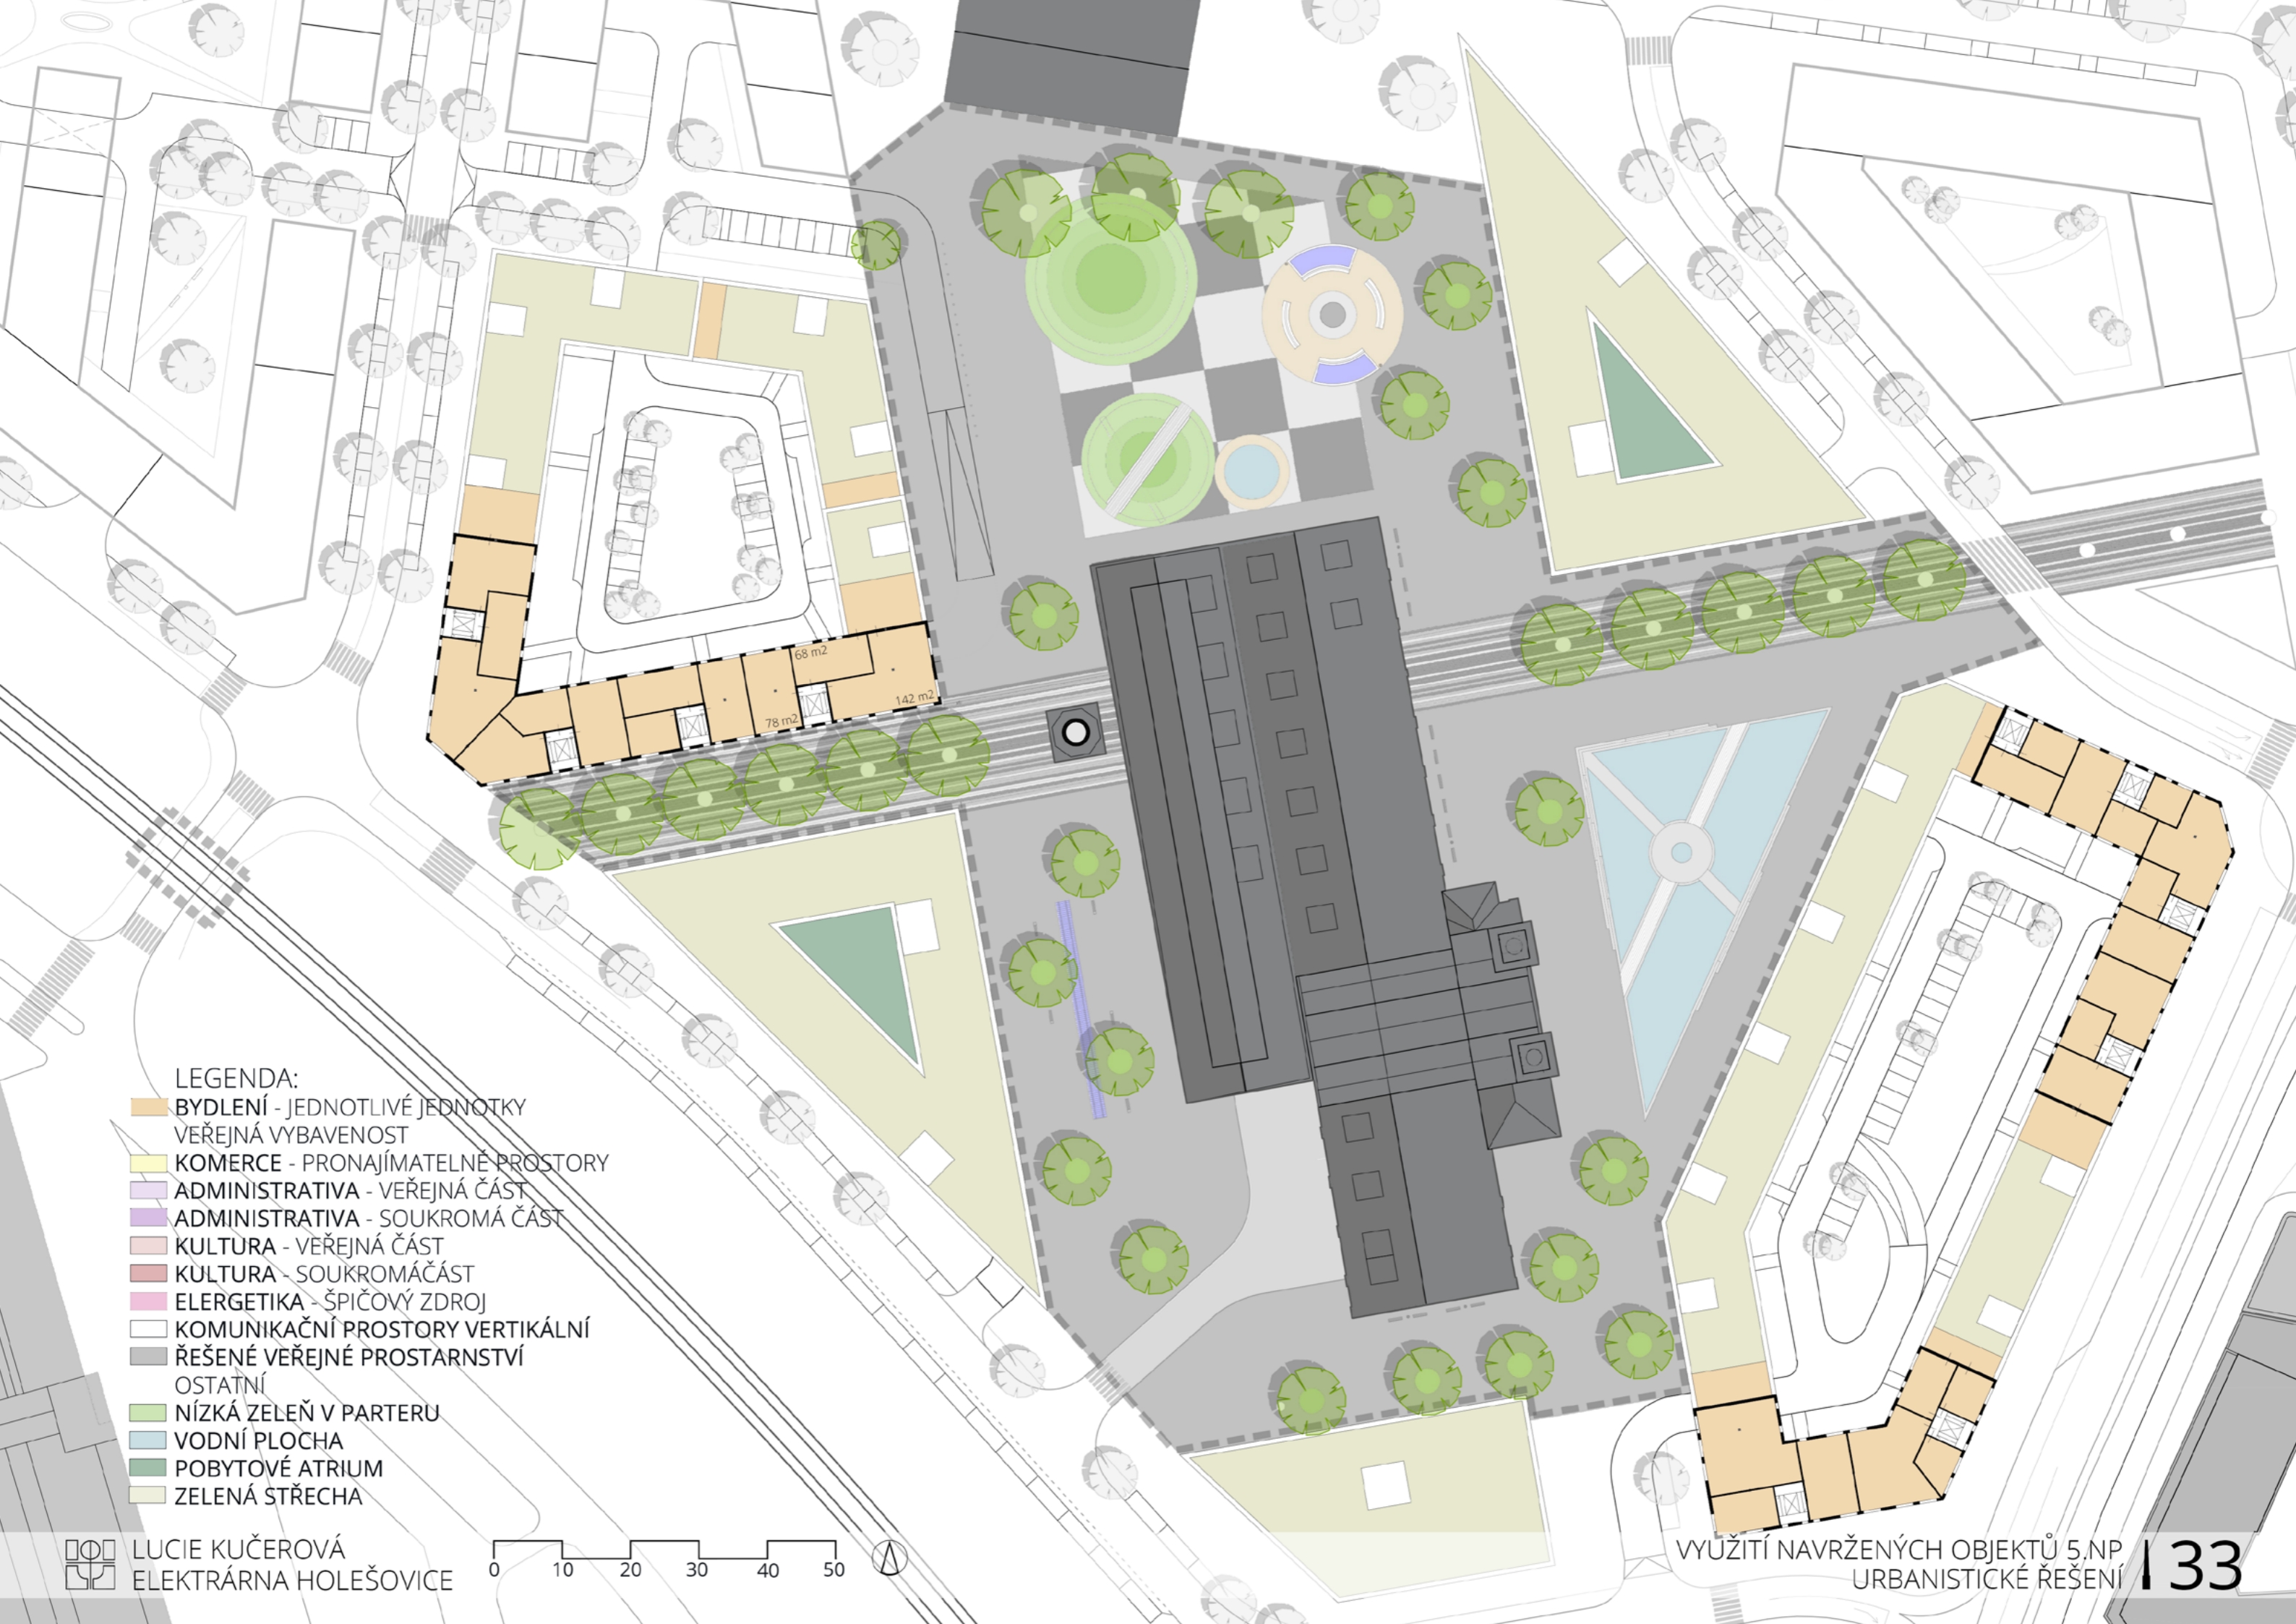 68 m2
142 m2
78 m2
LEGENDA:
BYDLENÍ - JEDNOTLIVÉ JEDNOTKY
VEŘEJNÁ VYBAVENOST
KOMERCE - PRONAJÍMATELNÉ PROSTORY
ADMINISTRATIVA - VEŘEJNÁ ČÁST
ADMINISTRATIVA - SOUKROMÁ ČÁST
KULTURA - VEŘEJNÁ ČÁST
KULTURA - SOUKROMÁČÁST
ELERGETIKA - ŠPIČOVÝ ZDROJ
KOMUNIKAČNÍ PROSTORY VERTIKÁLNÍ
ŘEŠENÉ VEŘEJNÉ PROSTARNSTVÍ
OSTATNÍ
NÍZKÁ ZELEŇ V PARTERU
VODNÍ PLOCHA
POBYTOVÉ ATRIUM
ZELENÁ STŘECHA
LUCIE KUČEROVÁ
ELEKTRÁRNA HOLEŠOVICE
0 10 20 30 40 50
VYUŽITÍ NAVRŽENÝCH OBJEKTŮ 5.NP
URBANISTICKÉ ŘEŠENÍ
33